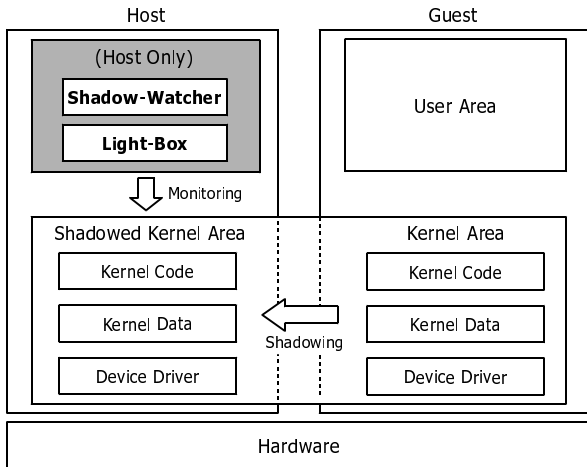 Host
Guest
(Host Only)
Shadow-Watcher
Light-Box
User Area
Monitoring
Shadowed Kernel Area
Kernel Area
Kernel Code
Kernel Code
Kernel Data
Kernel Data
Shadowing
Device Driver
Device Driver
Hardware